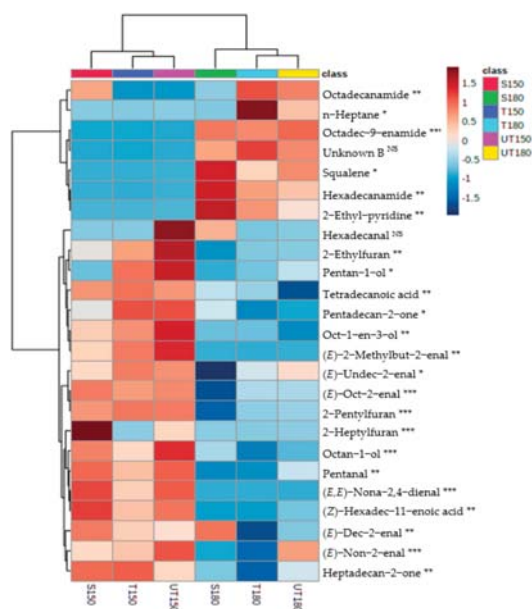 class
Octadecanamide **
n-Heptane *
Octadec-9-enamide ***
Unknown B NS
Squalene *
Hexadecanamide **
2-Ethyl-pyridine **
Hexadecanal NS
2-Ethylfuran **
Pentan-1-ol *
Tetradecanoic acid **
Pentadecan-2-one *
Oct-1-en-3-ol **
(E)-2-Methylbut-2-enal **
(E)-Undec-2-enal *
(E)-Oct-2-enal ***
2-Pentylfuran ***
2-Heptylfuran ***
Octan-1-ol ***
Pentanal **
(E,E)-Nona-2,4-dienal ***
(Z)-Hexadec-11-enoic acid **
(E)-Dec-2-enal **
(E)-Non-2-enal ***
Heptadecan-2-one **
S150
T150
UT150
S180
T180
UT180
1.5
1
0.5
0
-0.5
-1
-1.5
class
S150
S180
T150
T180
UT150
UT180